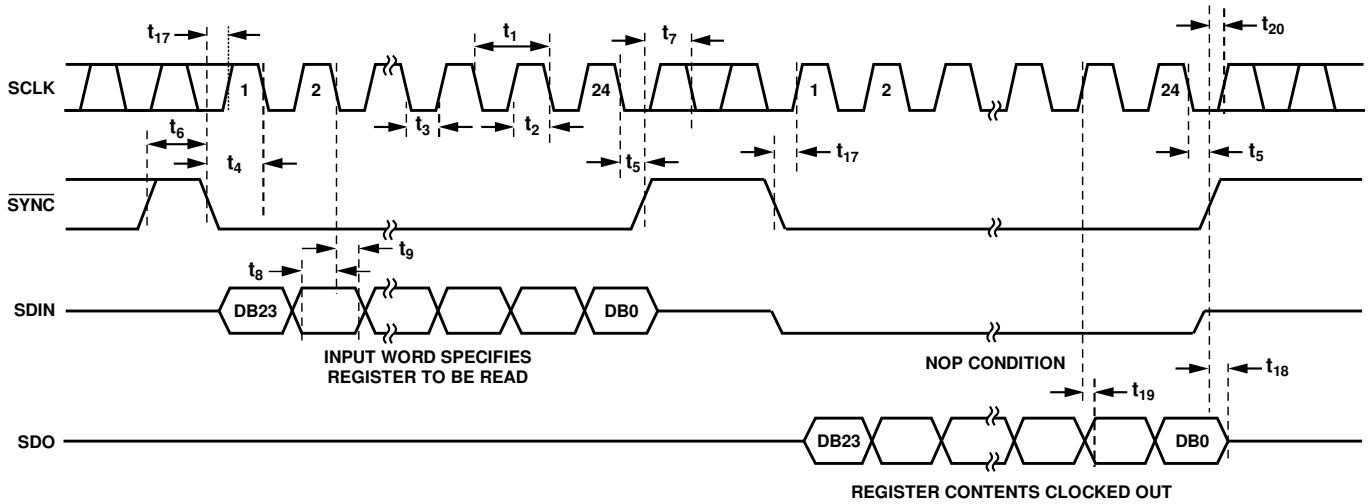 t17 t1 t7 t20
SCLK 1 2 24 1 2 24
t6 t4 t3 t2 t5 t17 t5
SYNC
t8 t9
SDIN DB23 DB0
INPUT WORD SPECIFIES
REGISTER TO BE READ
NOP CONDITION
t19 t18
SDO DB23 DB0
REGISTER CONTENTS CLOCKED OUT